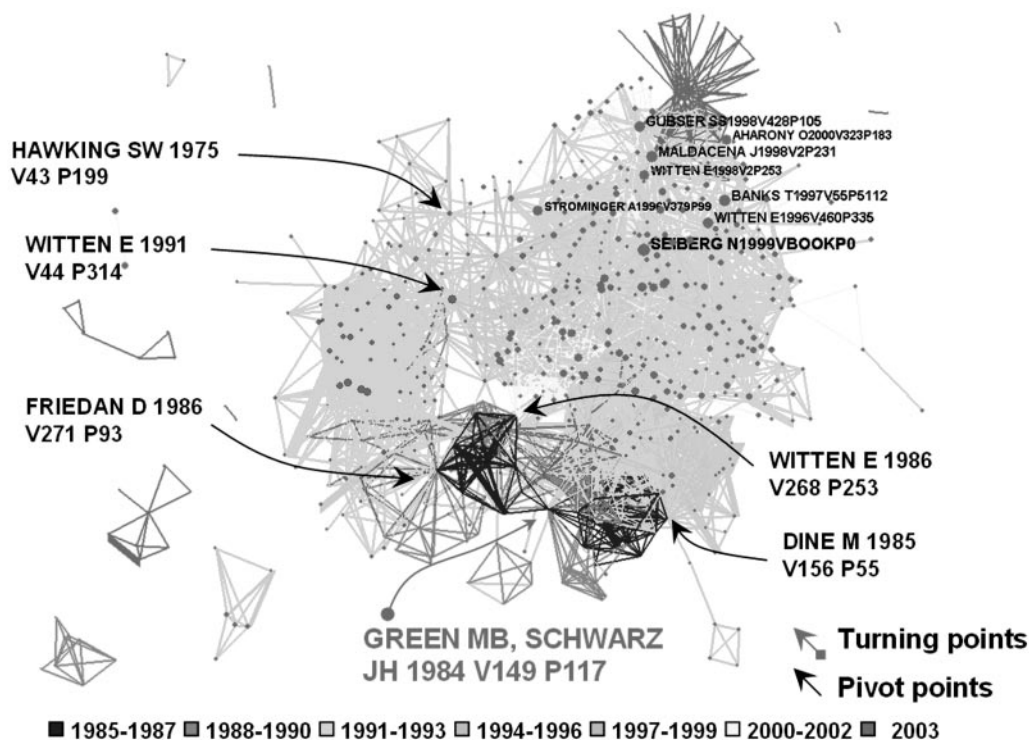 GUBSER SS1998V428P105
AHARONY O2000V323P183
MALDACENA J1998V2P231
WITTEN E1998V2P253
BANKS T1997V55P5112
STROMINGER A1996V379P99
WITTEN E1996V460P335
SEIBERG N1999VBOOKP0
HAWKING SW 1975
V43 P199
WITTEN E 1991
V44 P314
FRIEDAN D 1986
V271 P93
WITTEN E 1986
V268 P253
DINE M 1985
V156 P55
GREEN MB, SCHWARZ
JH 1984 V149 P117
Turning points
Pivot points
1985-1987 1988-1990 1991-1993 1994-1996 1997-1999 2000-2002 2003